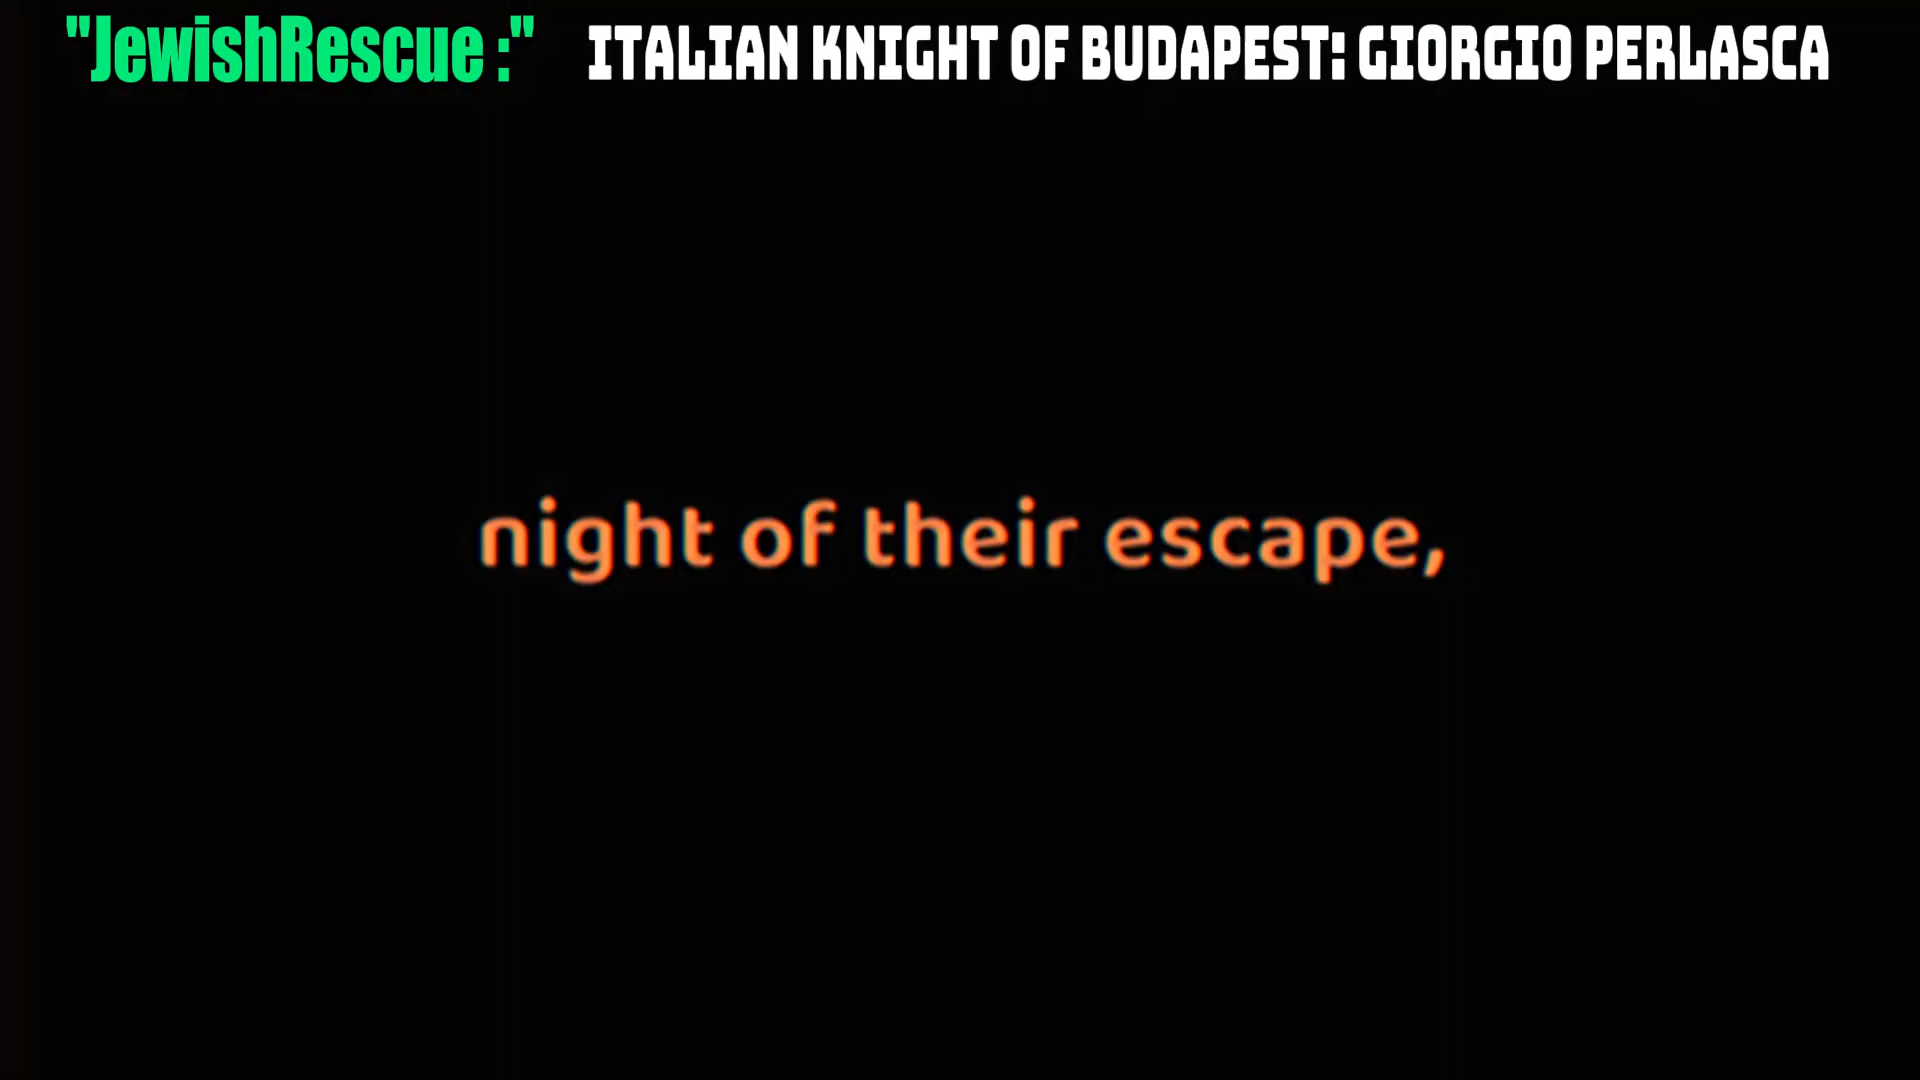 "JewishRescue :" ITALIAN KNIGHT OF BUDAPEST: GIORGIO PERLASCA
night of their escape,